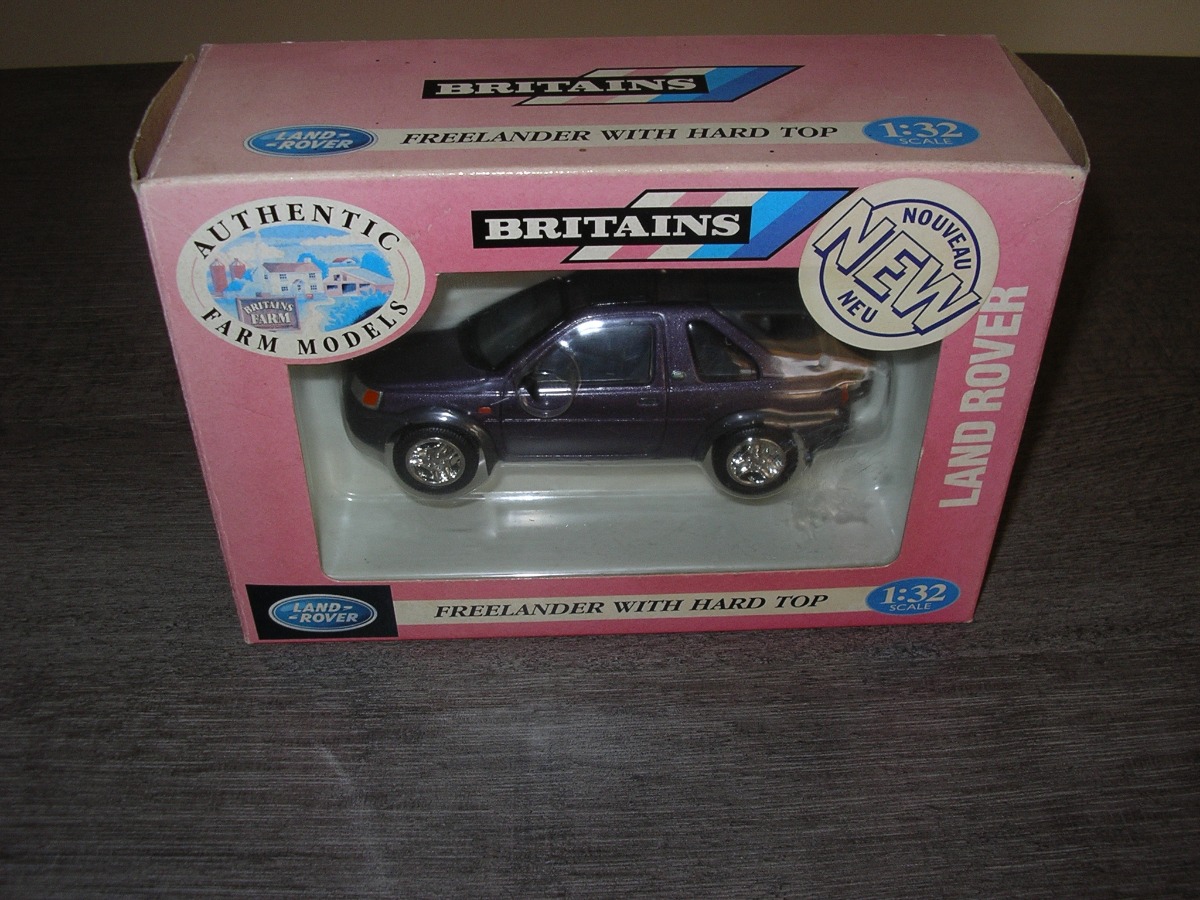 BRITAINS
LAND-
-ROVER
FREELANDER WITH HARD TOP
1:32
SCALE
AUTHENTIC
BRITAINS
FARM
FARM MODELS
BRITAINS
NOUVEAU
NEW
NEU
LAND ROVER
LAND-
-ROVER
FREELANDER WITH HARD TOP
1:32
SCALE